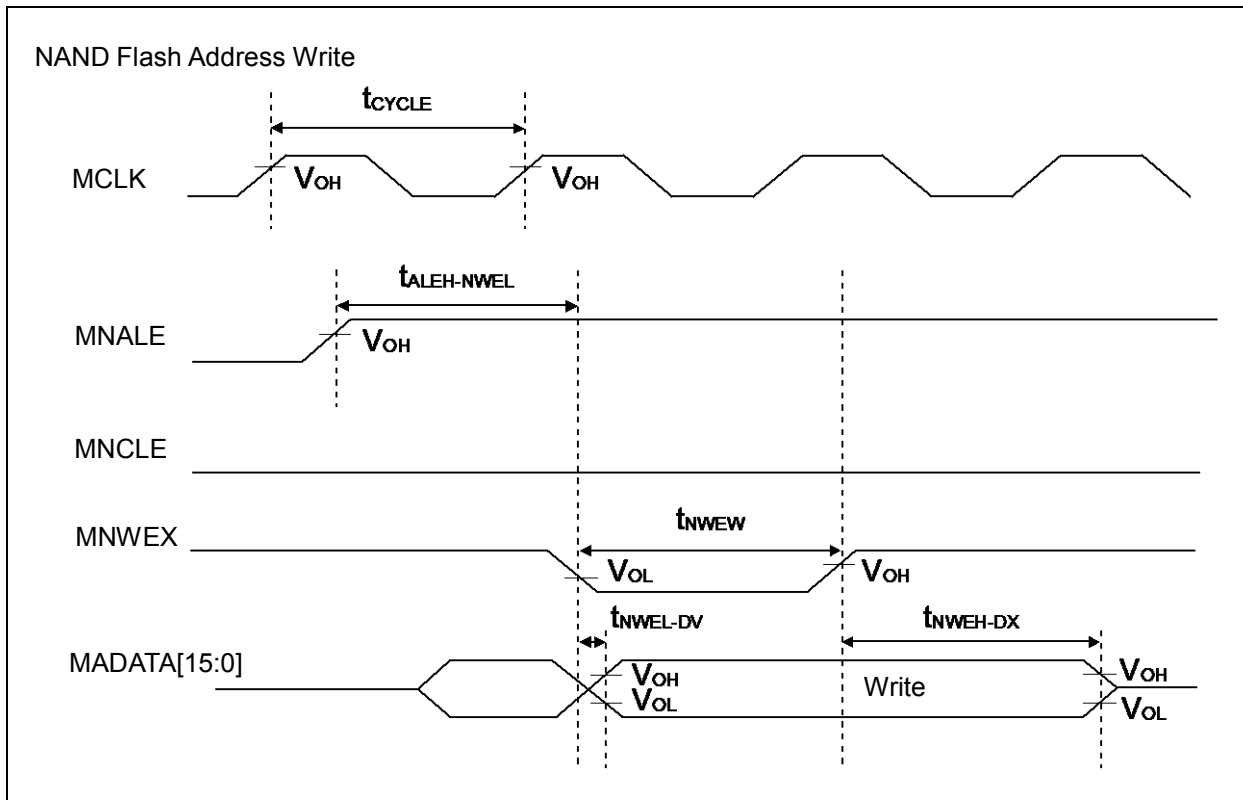 NAND Flash Address Write
tCYCLE
MCLK
VOH
VOH
tALEH-NWEL
MNALE
VOH
MNCLE
tNWEW
MNWEX
VOL
VOH
tNWEL-DV
tNWEH-DX
MADATA[15:0]
VOH
Write
VOH
VOL
VOL